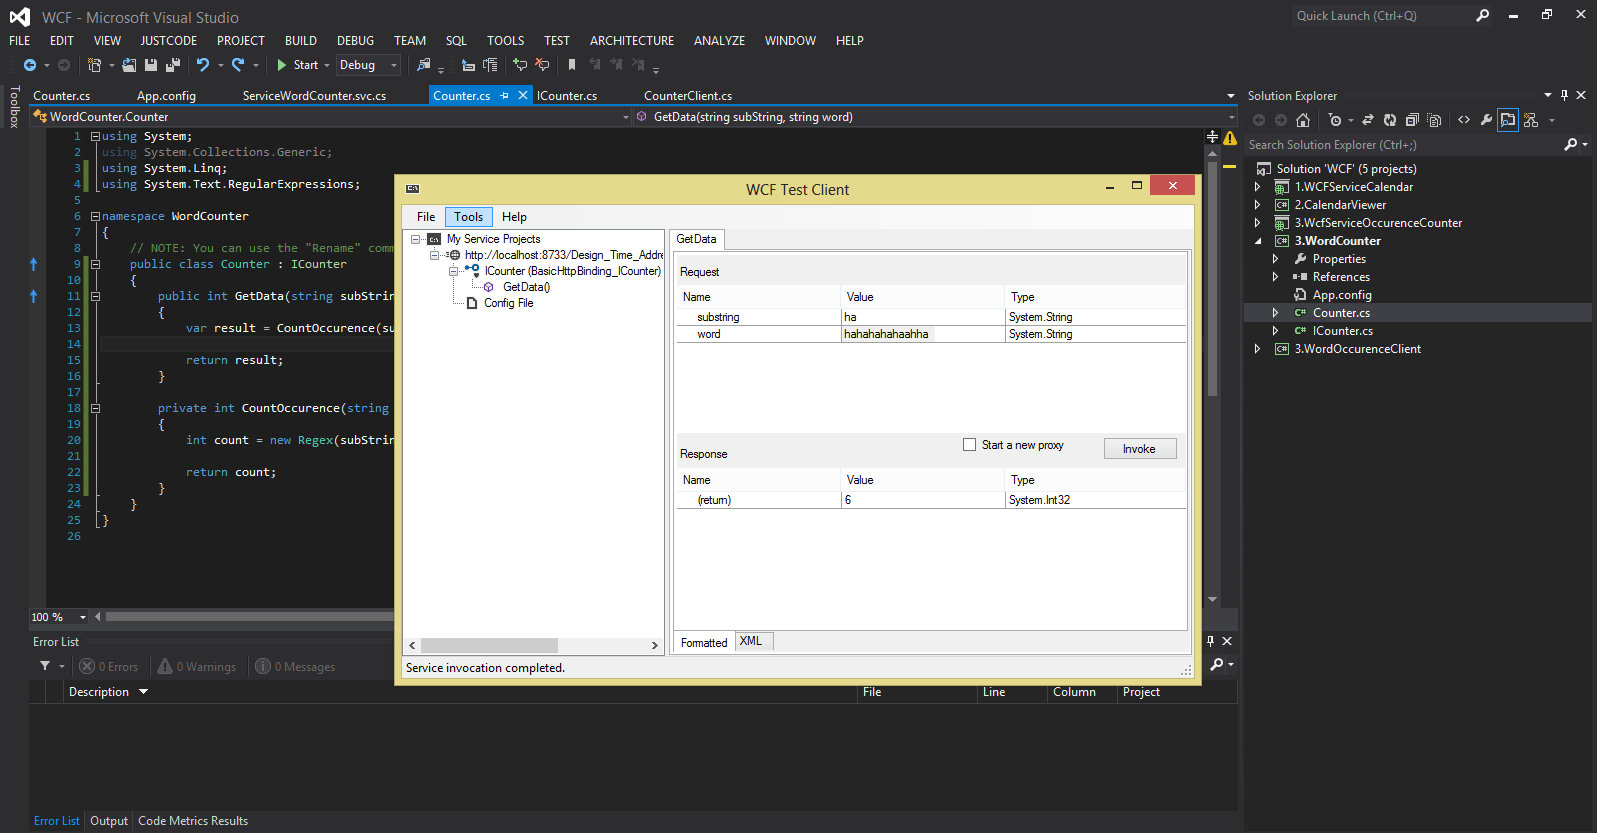 WCF - Microsoft Visual Studio
Quick Launch (Ctrl+Q)
FILE EDIT VIEW JUSTCODE PROJECT BUILD DEBUG TEAM SQL TOOLS TEST ARCHITECTURE ANALYZE WINDOW HELP
Start Debug
Toolbox
Counter.cs App.config ServiceWordCounter.svc.cs Counter.cs ICounter.cs CounterClient.cs
WordCounter.Counter GetData(string subString, string word)
1 using System;
2 using System.Collections.Generic;
3 using System.Linq;
4 using System.Text.RegularExpressions;
5
6 namespace WordCounter
7 {
8 // NOTE: You can use the "Rename" comm
9 public class Counter : ICounter
10 {
11 public int GetData(string subStrin
12 {
13 var result = CountOccurence(su
14
15 return result;
16 }
17
18 private int CountOccurence(string
19 {
20 int count = new Regex(subStrin
21
22 return count;
23 }
24 }
25 }
26
100 %
WCF Test Client
File Tools Help
My Service Projects
http://localhost:8733/Design_Time_Addre
ICounter (BasicHttpBinding_ICounter)
GetData()
Config File
GetData
Request
Name Value Type
substring ha System.String
word hahahahahaahha System.String
Response
Start a new proxy
Invoke
Name Value Type
(return) 6 System.Int32
Formatted XML
Service invocation completed.
Solution Explorer
Search Solution Explorer (Ctrl+;)
Solution 'WCF' (5 projects)
1.WCFServiceCalendar
2.CalendarViewer
3.WcfServiceOccurenceCounter
3.WordCounter
Properties
References
App.config
Counter.cs
ICounter.cs
3.WordOccurenceClient
Error List
0 Errors 0 Warnings 0 Messages
Description File Line Column Project
Error List Output Code Metrics Results